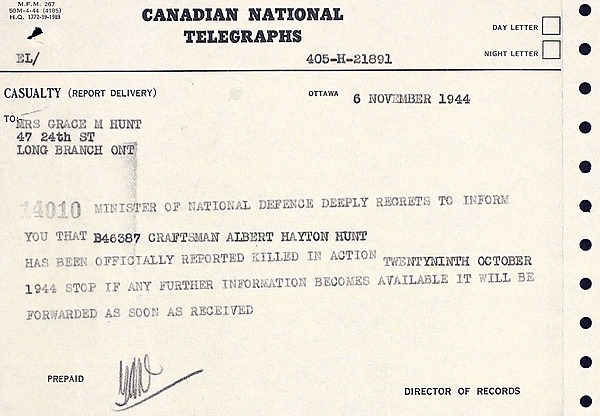 M.F.M. 267
50M-4-44 (4185)
H.Q. 1772-39-1989
CANADIAN NATIONAL
TELEGRAPHS
DAY LETTER
NIGHT LETTER
EL/
405-H-21891
CASUALTY (REPORT DELIVERY)
OTTAWA 6 NOVEMBER 1944
TO:
MRS GRACE M HUNT
47 24th ST
LONG BRANCH ONT
14010 MINISTER OF NATIONAL DEFENCE DEEPLY REGRETS TO INFORM
YOU THAT B46387 CRAFTSMAN ALBERT HAYTON HUNT
HAS BEEN OFFICIALLY REPORTED KILLED IN ACTION TWENTYNINTH OCTOBER
1944 STOP IF ANY FURTHER INFORMATION BECOMES AVAILABLE IT WILL BE
FORWARDED AS SOON AS RECEIVED
PREPAID
DIRECTOR OF RECORDS